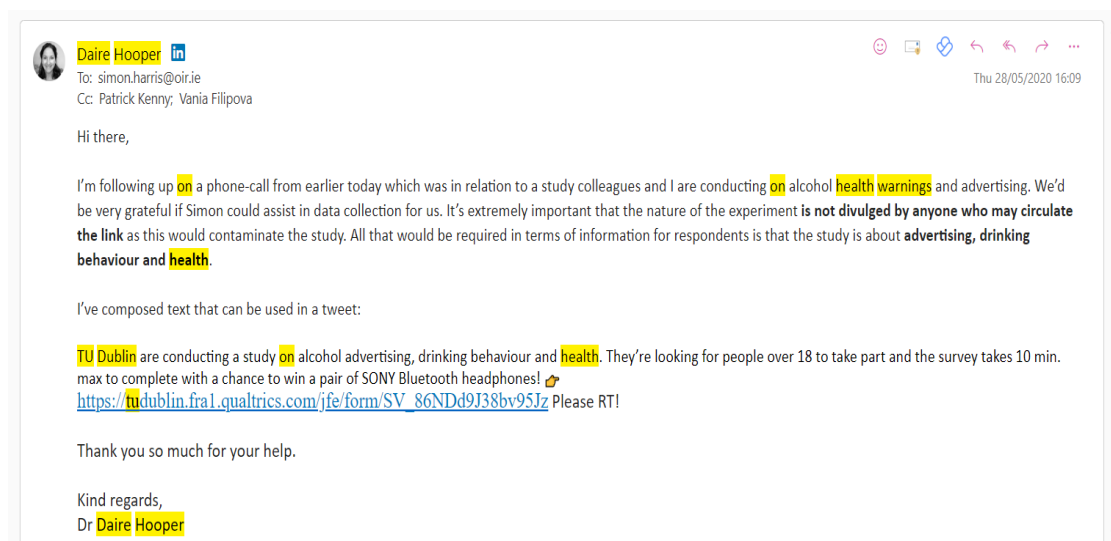 Daire Hooper in
To: simon.harris@oir.ie
Thu 28/05/2020 16:09
Cc: Patrick Kenny; Vania Filipova
Hi there,
I'm following up on a phone-call from earlier today which was in relation to a study colleagues and I are conducting on alcohol health warnings and advertising. We'd
be very grateful if Simon could assist in data collection for us. It's extremely important that the nature of the experiment is not divulged by anyone who may circulate
the link as this would contaminate the study. All that would be required in terms of information for respondents is that the study is about advertising, drinking
behaviour and health.
I've composed text that can be used in a tweet:
TU Dublin are conducting a study on alcohol advertising, drinking behaviour and health. They're looking for people over 18 to take part and the survey takes 10 min.
max to complete with a chance to win a pair of SONY Bluetooth headphones! 👉
https://tudublin.fra1.qualtrics.com/jfe/form/SV_86NDd9J38bv95Jz Please RT!
Thank you so much for your help.
Kind regards,
Dr Daire Hooper